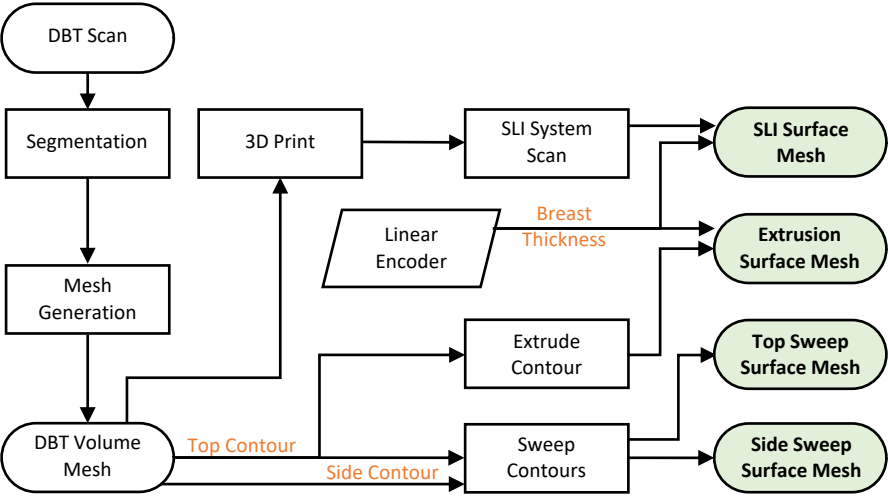 DBT Scan
Segmentation
3D Print
SLI System
Scan
SLI Surface
Mesh
Breast
Thickness
Linear
Encoder
Extrusion
Surface Mesh
Mesh
Generation
Extrude
Contour
Top Sweep
Surface Mesh
DBT Volume
Mesh
Top Contour
Side Contour
Sweep
Contours
Side Sweep
Surface Mesh